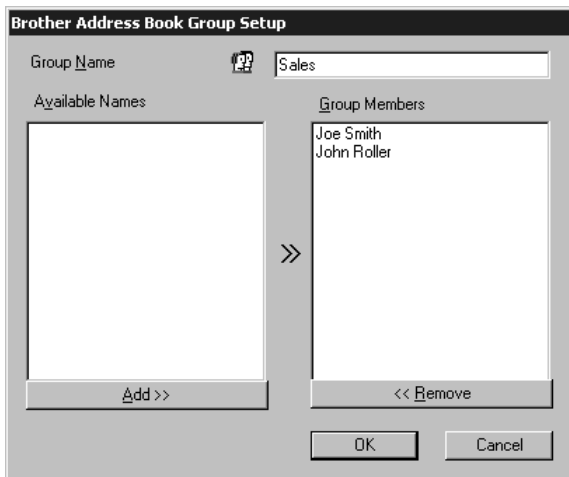 Brother Address Book Group Setup
Group Name
Sales
Available Names
Group Members
Joe Smith
John Roller
Add >>
<< Remove
OK
Cancel